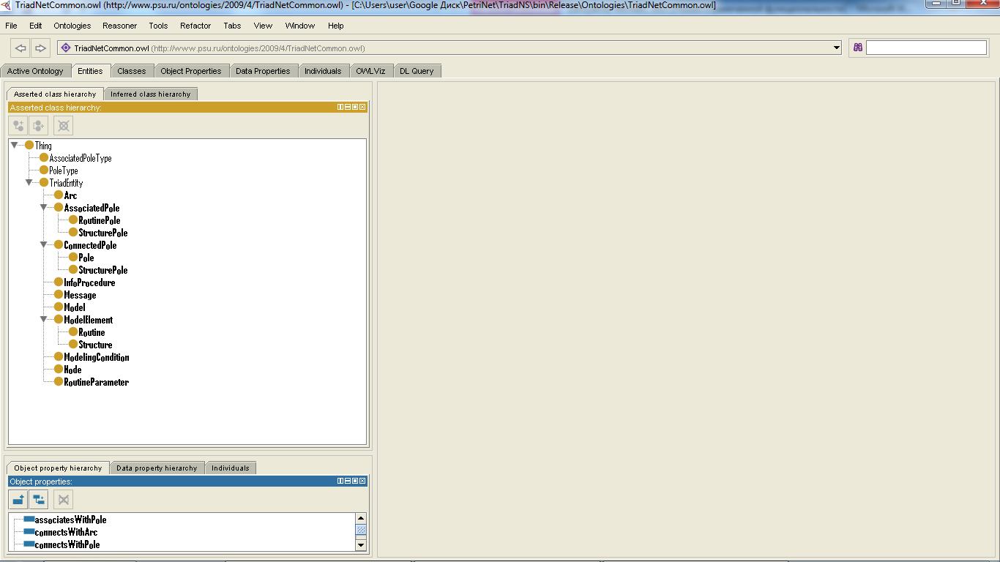 TriadNetCommon.owl (http://www.psu.ru/ontologies/2009/4/TriadNetCommon.owl) - [C:\Users\user\Google Диск\PetriNet\TriadNS\bin\Release\Ontologies\TriadNetCommon.owl]
File Edit Ontologies Reasoner Tools Refactor Tabs View Window Help
TriadNetCommon.owl (http://www.psu.ru/ontologies/2009/4/TriadNetCommon.owl)
Active Ontology Entities Classes Object Properties Data Properties Individuals OWLViz DL Query
Asserted class hierarchy Inferred class hierarchy
Asserted class hierarchy:
Thing
AssociatedPoleType
PoleType
TriadEntity
Arc
AssociatedPole
RoutinePole
StructurePole
ConnectedPole
Pole
StructurePole
InfoProcedure
Message
Model
ModelElement
Routine
Structure
ModelingCondition
Node
RoutineParameter
Object property hierarchy Data property hierarchy Individuals
Object properties:
associatesWithPole
connectsWithArc
connectsWithPole